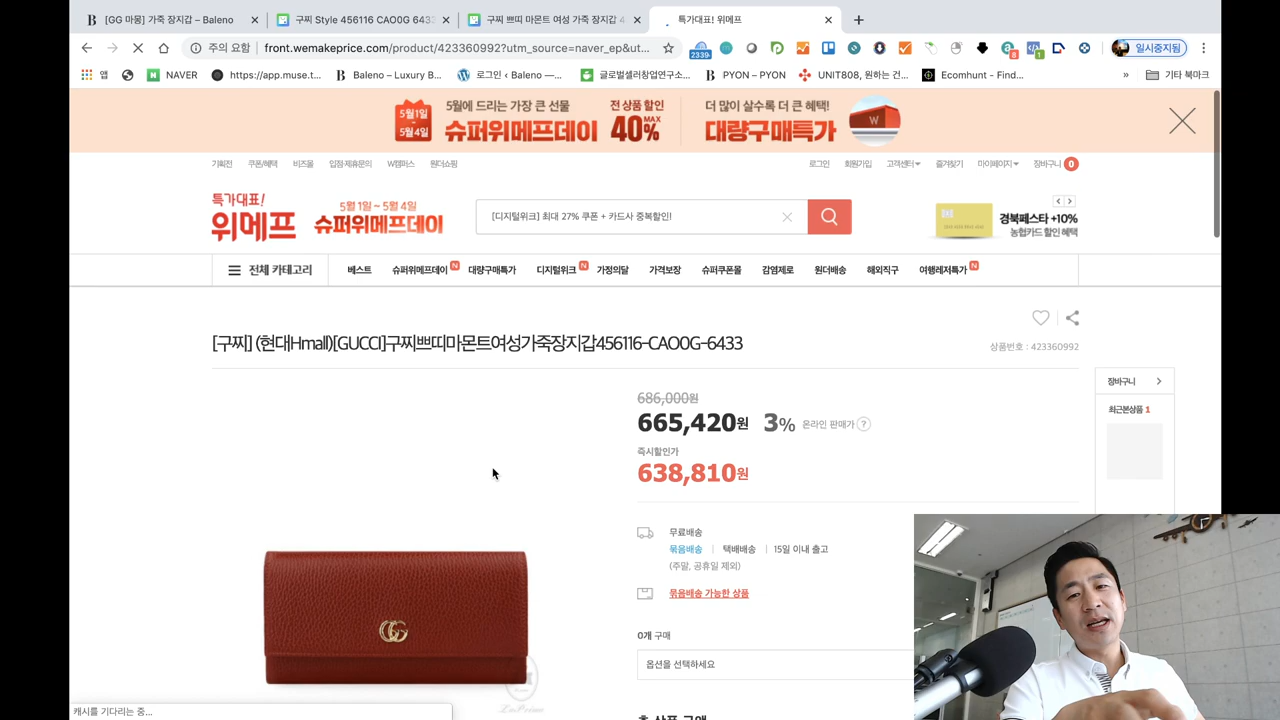 [GG 마몽] 가죽 장지갑 – Baleno
구찌 Style 456116 CAO0G 643
구찌 쁘띠 마몬트 여성 가죽 장지갑 4
특가대표! 위메프
주의 요함
front.wemakeprice.com/product/423360992?utm_source=naver_ep&ut...
2339
8
1
일시중지됨
앱
NAVER
https://app.muse.t...
Baleno – Luxury B...
로그인 ‹ Baleno —...
글로벌셀러창업연구소...
PYON – PYON
UNIT808, 원하는 건...
Ecomhunt - Find...
»
기타 북마크
5월1일
~
5월4일
5월에 드리는 가장 큰 선물
슈퍼위메프데이
전 상품 할인
40% MAX
더 많이 살수록 더 큰 혜택!
대량구매특가
W
기획전
쿠폰/혜택
비즈몰
입점·제휴문의
W캠퍼스
원더쇼핑
로그인
회원가입
고객센터
즐겨찾기
마이페이지
장바구니
0
특가대표!
위메프
5월 1일 ~ 5월 4일
슈퍼위메프데이
[디지털위크] 최대 27% 쿠폰 + 카드사 중복할인!
경북페스타 +10%
농협카드 할인 혜택
전체 카테고리
베스트
슈퍼위메프데이
N
대량구매특가
디지털위크
N
가정의달
가격보장
슈퍼쿠폰몰
감염제로
원더배송
해외직구
여행레저특가
N
[구찌] (현대Hmall)[GUCCI]구찌쁘띠마몬트여성가죽장지갑456116-CAO0G-6433
상품번호 : 423360992
장바구니
최근본상품 1
686,000원
665,420원
3%
온라인 판매가
?
즉시할인가
638,810원
무료배송
묶음배송
택배배송
15일 이내 출고
(주말, 공휴일 제외)
묶음배송 가능한 상품
0개 구매
옵션을 선택하세요
캐시를 기다리는 중...